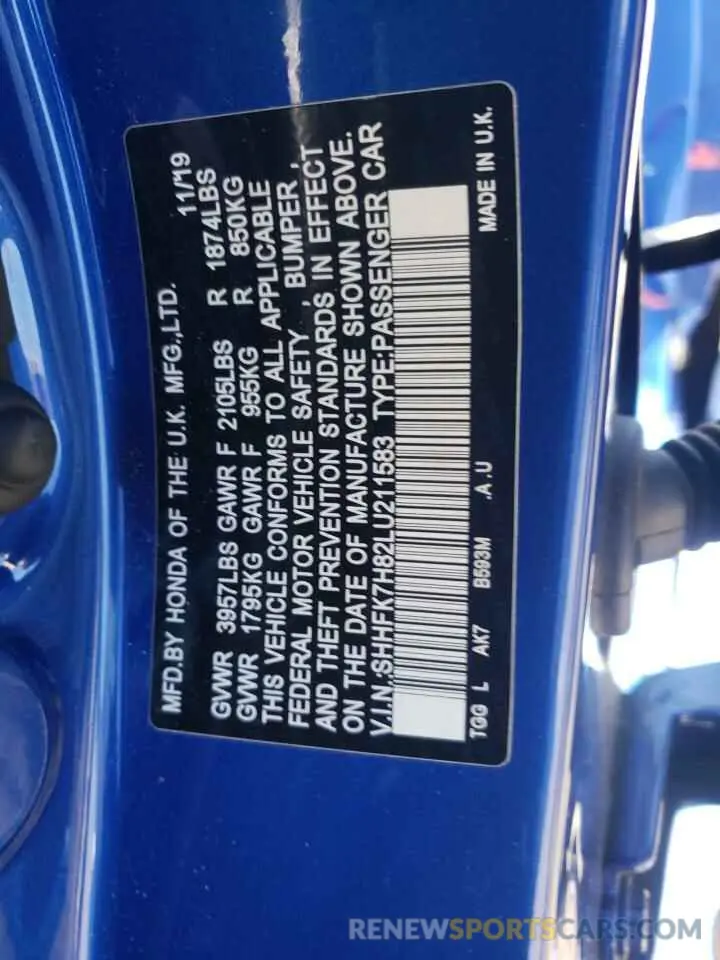 MFD.BY HONDA OF THE U.K. MFG.,LTD. 11/19
GVWR 3957LBS GAWR F 2105LBS R 1874LBS
GVWR 1795KG GAWR F 955KG R 850KG
THIS VEHICLE CONFORMS TO ALL APPLICABLE
FEDERAL MOTOR VEHICLE SAFETY, BUMPER,
AND THEFT PREVENTION STANDARDS IN EFFECT
ON THE DATE OF MANUFACTURE SHOWN ABOVE.
V.I.N.:SHHFK7H82LU211583 TYPE:PASSENGER CAR
TGG L AK7 B593M .A.U MADE IN U.K.
RENEWSPORTSCARS.COM